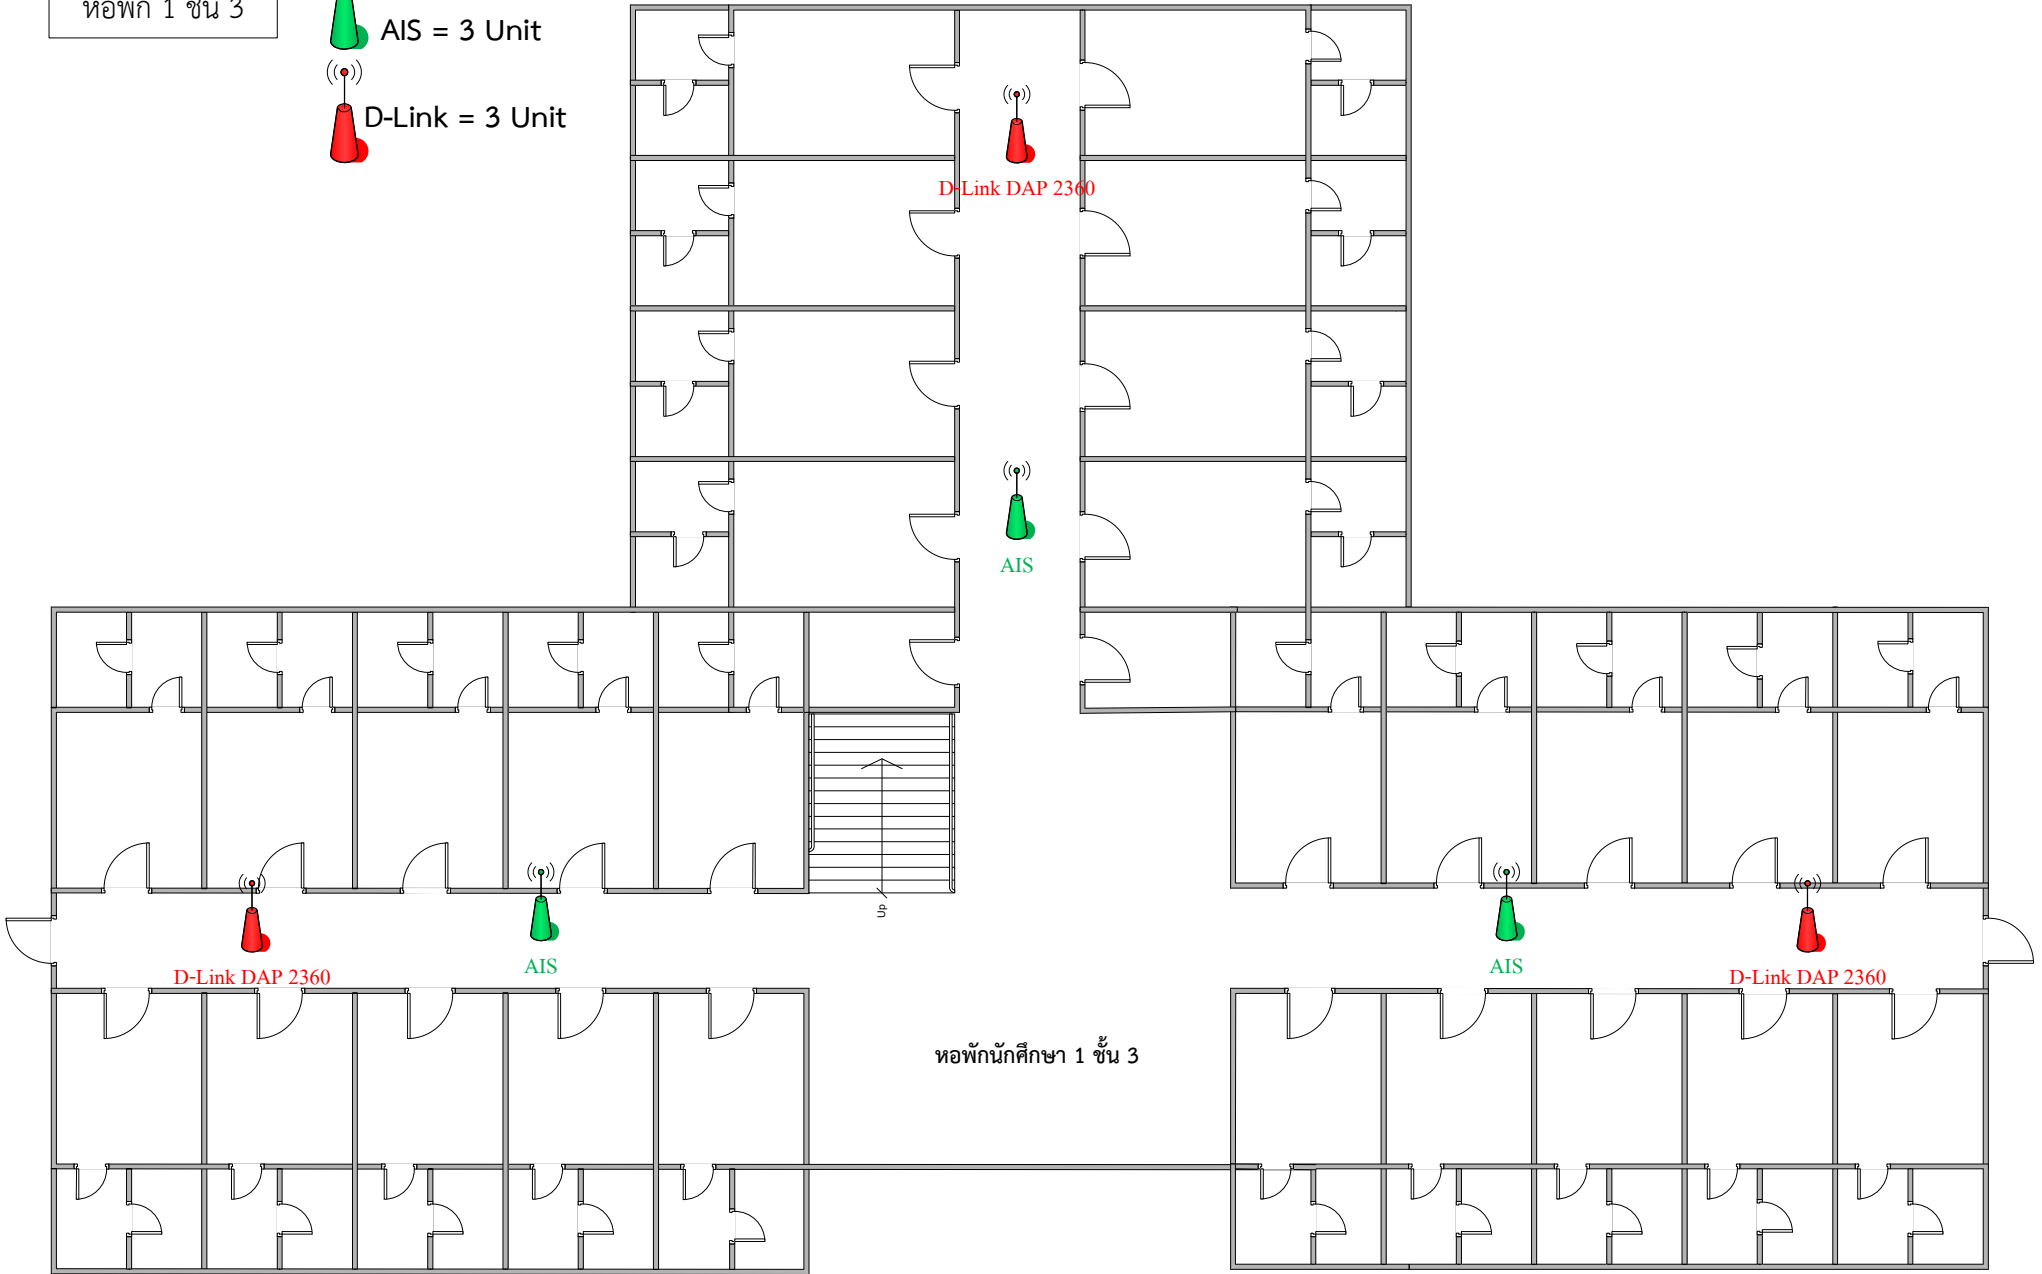 หอพัก 1 ชั้น 3
AIS = 3 Unit
D-Link = 3 Unit
D-Link DAP 2360
AIS
Up
D-Link DAP 2360
AIS
AIS
D-Link DAP 2360
หอพักนักศึกษา 1 ชั้น 3